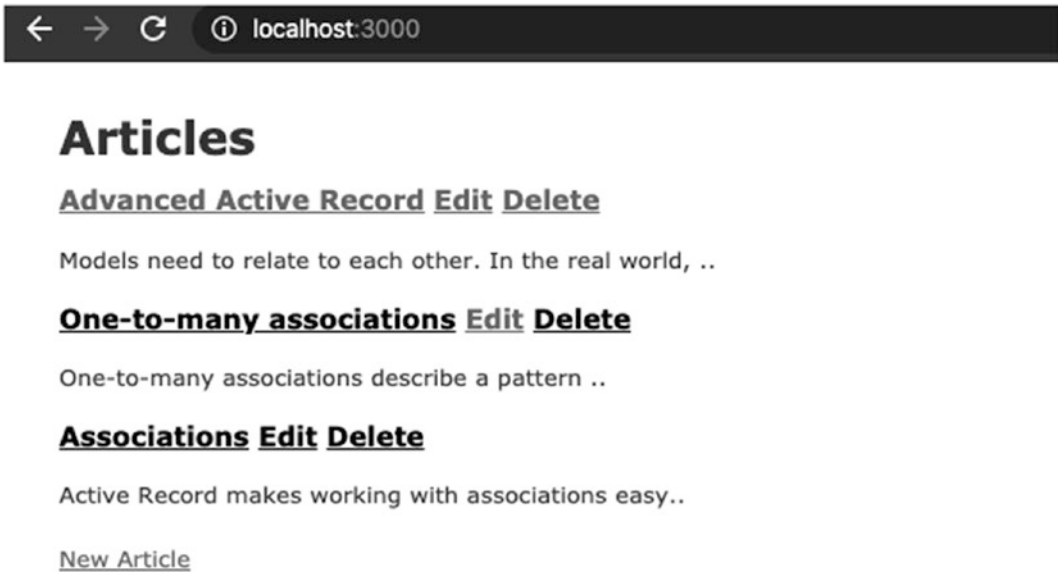 localhost:3000
Articles
Advanced Active Record Edit Delete
Models need to relate to each other. In the real world, ..
One-to-many associations Edit Delete
One-to-many associations describe a pattern ..
Associations Edit Delete
Active Record makes working with associations easy..
New Article